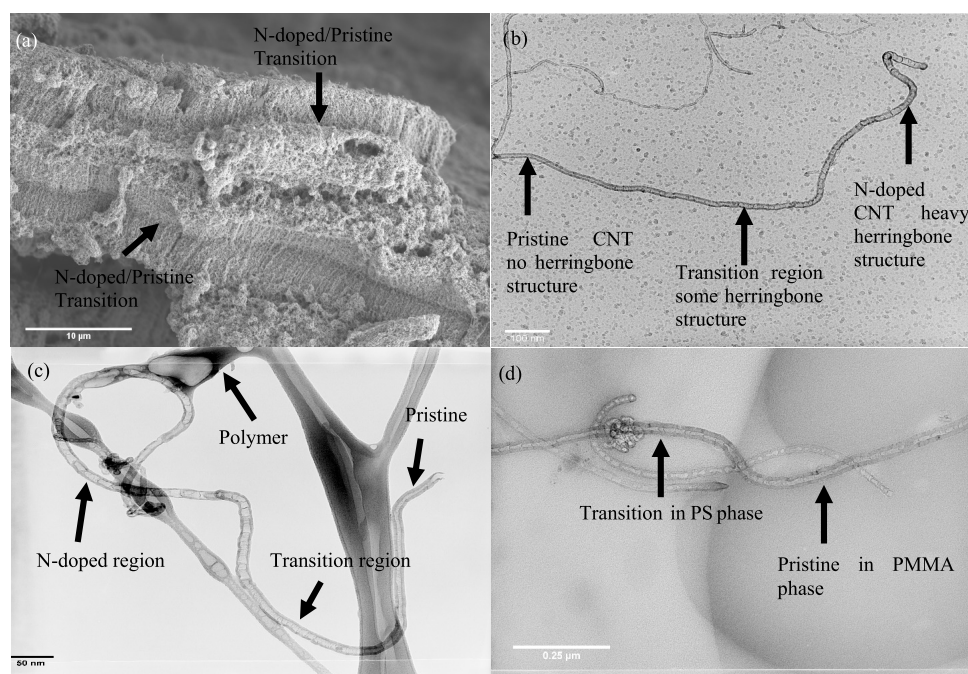 (a)
N-doped/Pristine
Transition
N-doped/Pristine
Transition
10 µm
(b)
Pristine CNT
no herringbone
structure
Transition region
some herringbone
structure
N-doped
CNT heavy
herringbone
structure
100 nm
(c)
Polymer
Pristine
N-doped region
Transition region
50 nm
(d)
Transition in PS phase
Pristine in PMMA
phase
0.25 µm